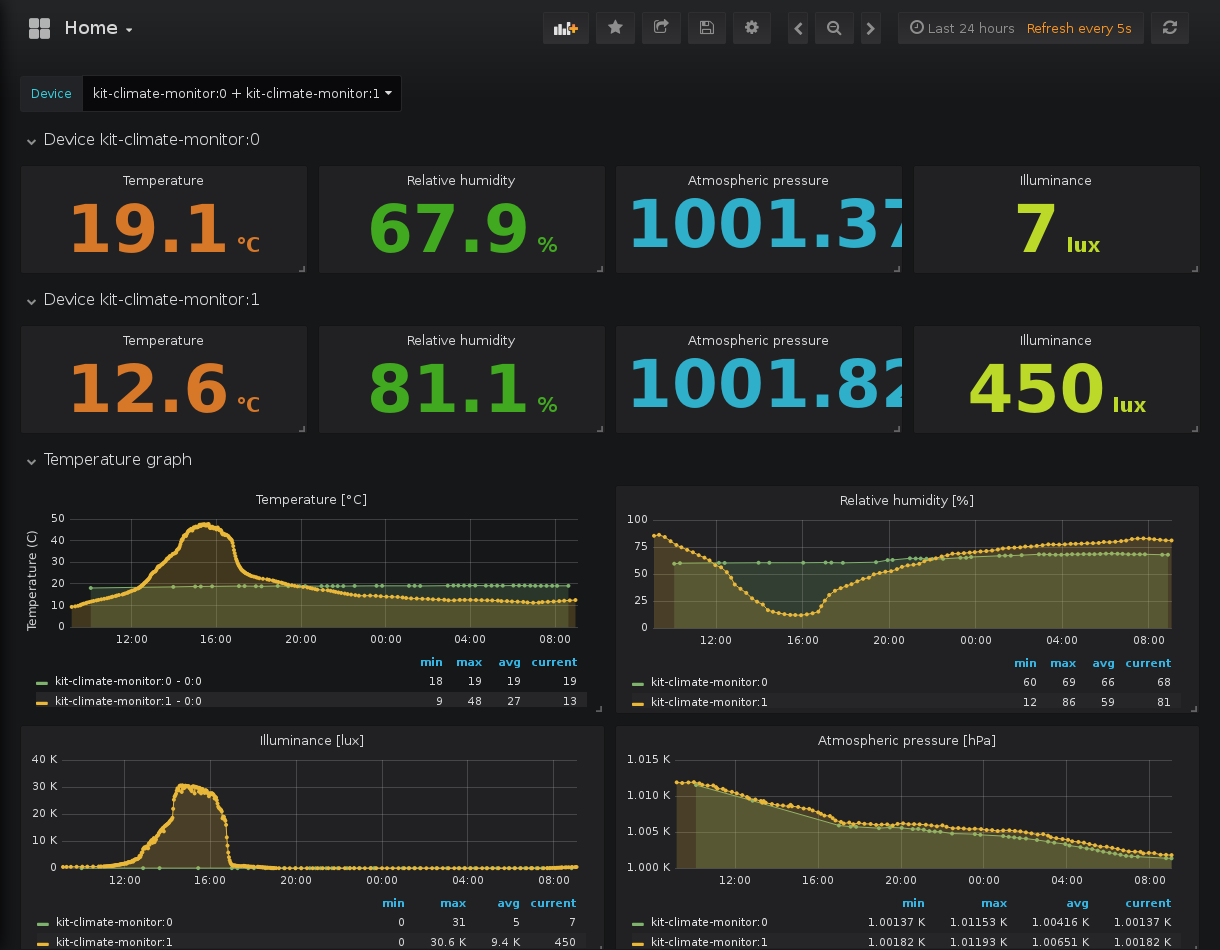 Home
Last 24 hours Refresh every 5s
Device kit-climate-monitor:0 + kit-climate-monitor:1
Device kit-climate-monitor:0
Temperature Relative humidity Atmospheric pressure Illuminance
19.1 °C 67.9 % 1001.37 7 lux
Device kit-climate-monitor:1
Temperature Relative humidity Atmospheric pressure Illuminance
12.6 °C 81.1 % 1001.82 450 lux
Temperature graph
Temperature [°C]
Temperature (C)
50
40
30
20
10
0
12:00 16:00 20:00 00:00 04:00 08:00
min max avg current
kit-climate-monitor:0 - 0:0 18 19 19 19
kit-climate-monitor:1 - 0:0 9 48 27 13
Relative humidity [%]
100
75
50
25
0
12:00 16:00 20:00 00:00 04:00 08:00
min max avg current
kit-climate-monitor:0 60 69 66 68
kit-climate-monitor:1 12 86 59 81
Illuminance [lux]
40 K
30 K
20 K
10 K
0
12:00 16:00 20:00 00:00 04:00 08:00
min max avg current
kit-climate-monitor:0 0 31 5 7
kit-climate-monitor:1 0 30.6 K 9.4 K 450
Atmospheric pressure [hPa]
1.015 K
1.010 K
1.005 K
1.000 K
12:00 16:00 20:00 00:00 04:00 08:00
min max avg current
kit-climate-monitor:0 1.00137 K 1.01153 K 1.00416 K 1.00137 K
kit-climate-monitor:1 1.00182 K 1.01193 K 1.00651 K 1.00182 K